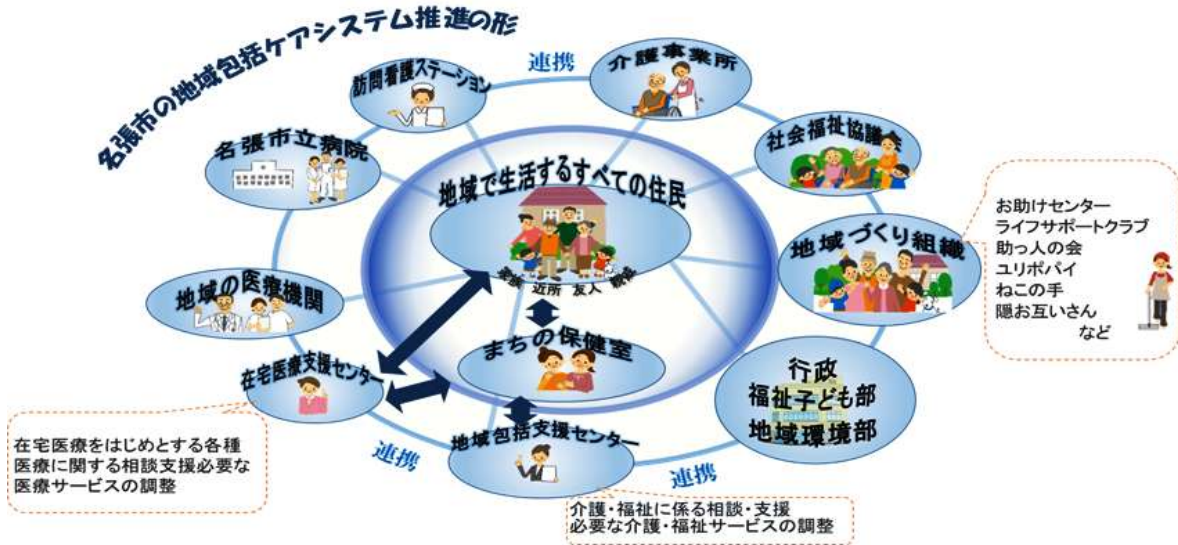 名張市の地域包括ケアシステム推進の形
訪問看護ステーション
連携
介護事業所
名張市立病院
社会福祉協議会
地域で生活するすべての住民
家族 近所 友人 親戚
地域づくり組織
お助けセンター
ライフサポートクラブ
助っ人の会
ユリポパイ
ねこの手
隠お互いさん
など
地域の医療機関
まちの保健室
在宅医療支援センター
行政
福祉子ども部
地域環境部
地域包括支援センター
連携
連携
在宅医療をはじめとする各種
医療に関する相談支援必要な
医療サービスの調整
介護・福祉に係る相談・支援
必要な介護・福祉サービスの調整